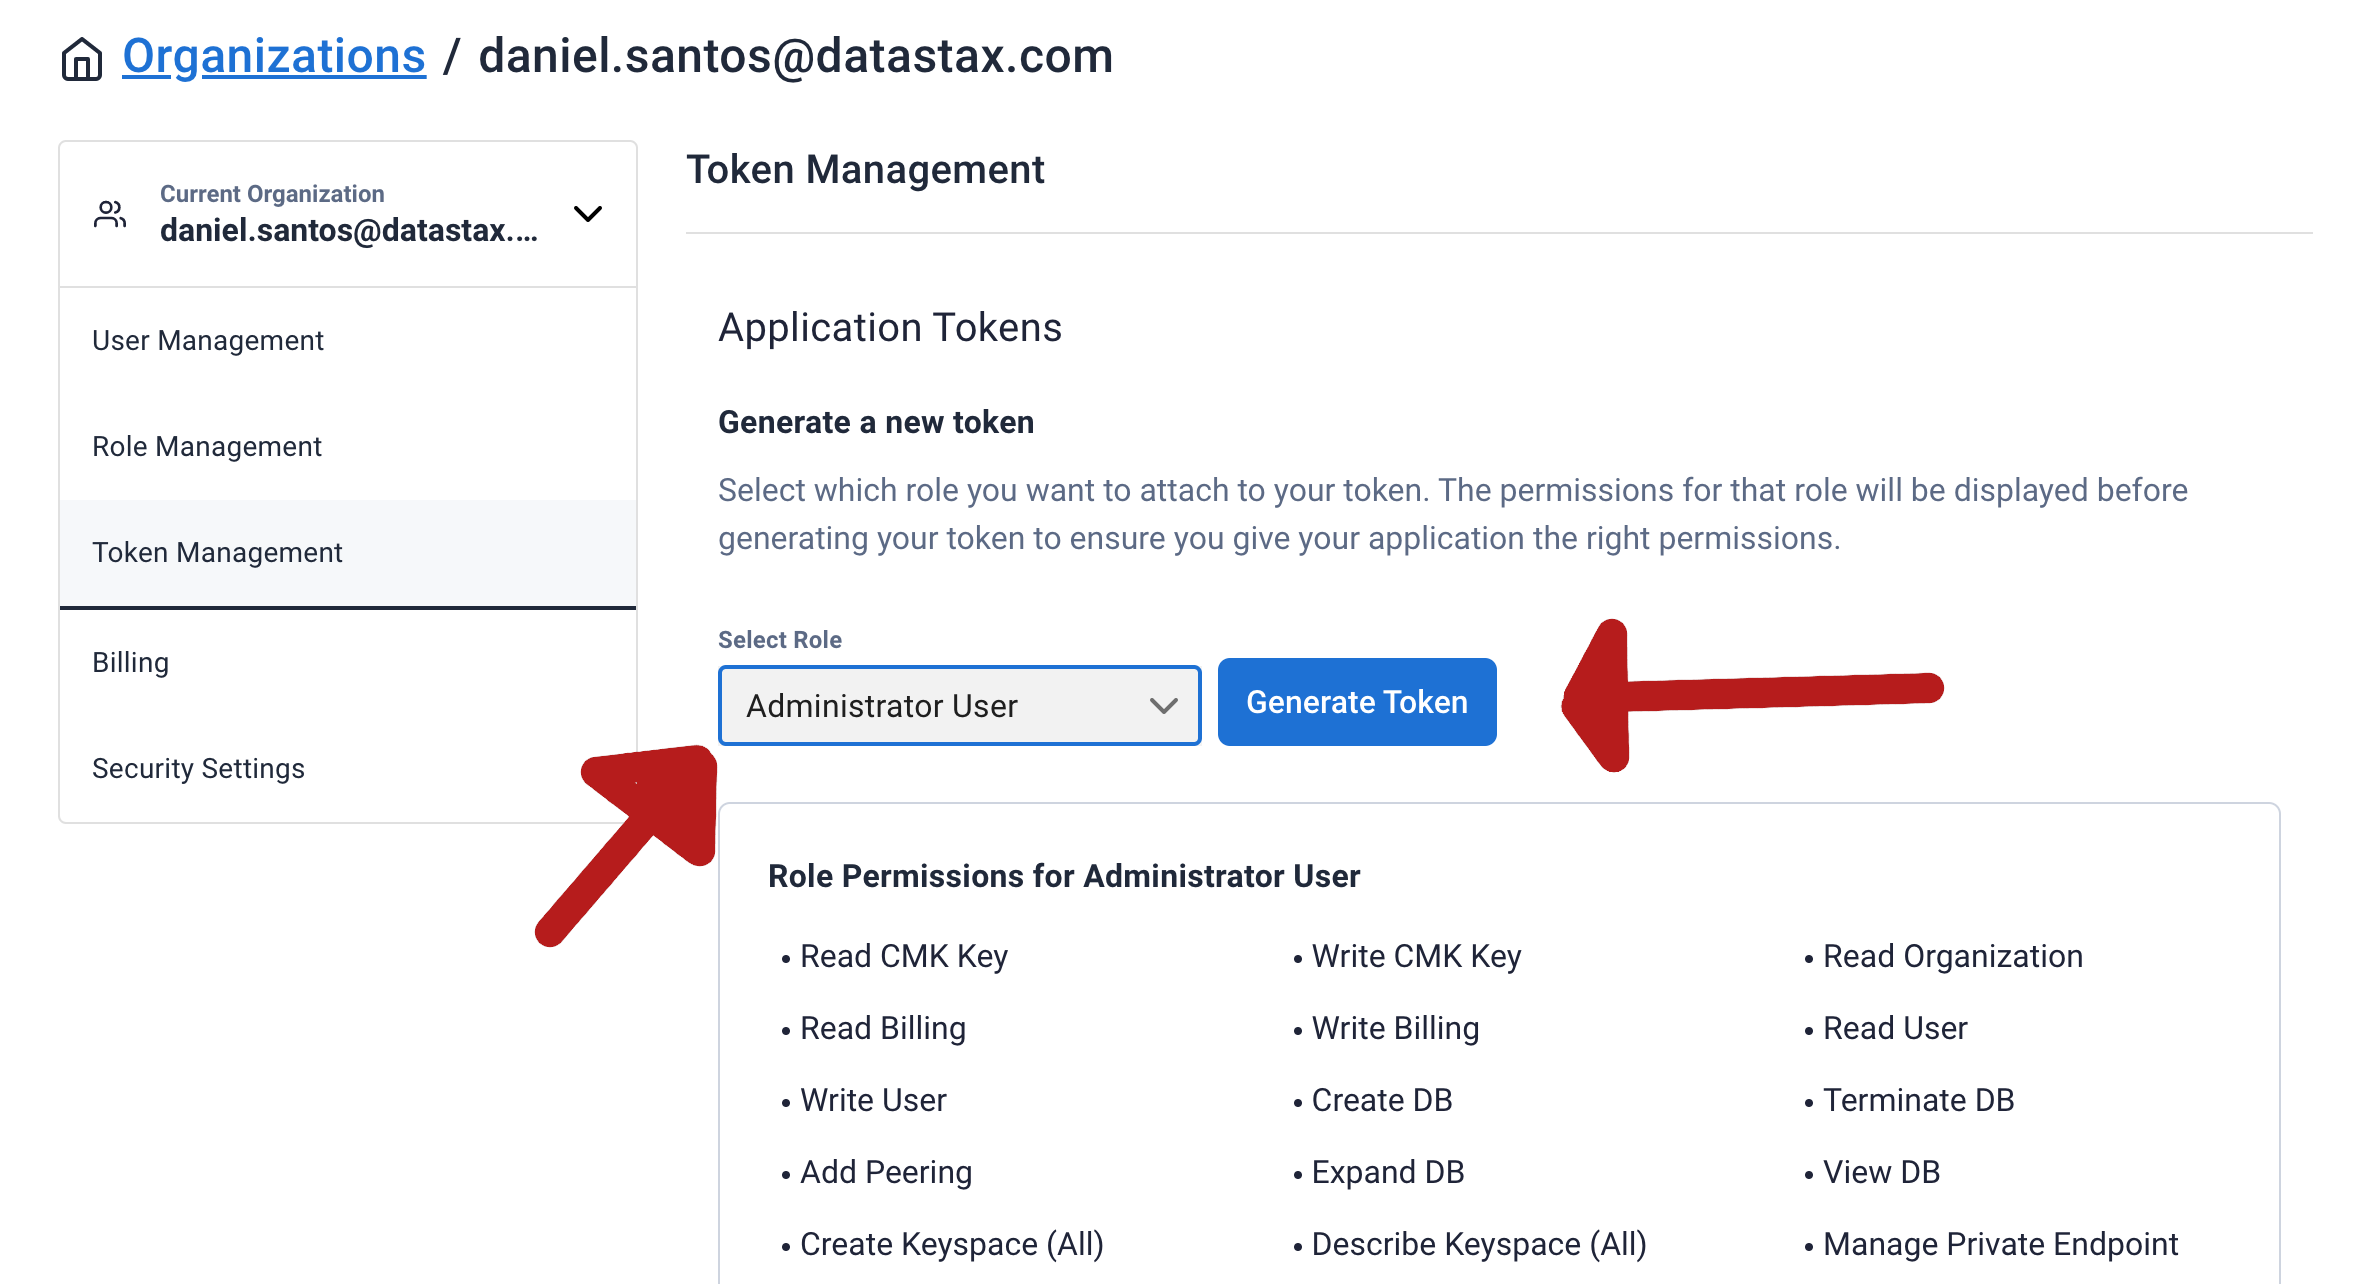 Organizations / daniel.santos@datastax.com
Current Organization
daniel.santos@datastax....
User Management
Role Management
Token Management
Billing
Security Settings
Token Management
Application Tokens
Generate a new token
Select which role you want to attach to your token. The permissions for that role will be displayed before
generating your token to ensure you give your application the right permissions.
Select Role
Administrator User
Generate Token
Role Permissions for Administrator User
• Read CMK Key
• Write CMK Key
• Read Organization
• Read Billing
• Write Billing
• Read User
• Write User
• Create DB
• Terminate DB
• Add Peering
• Expand DB
• View DB
• Create Keyspace (All)
• Describe Keyspace (All)
• Manage Private Endpoint